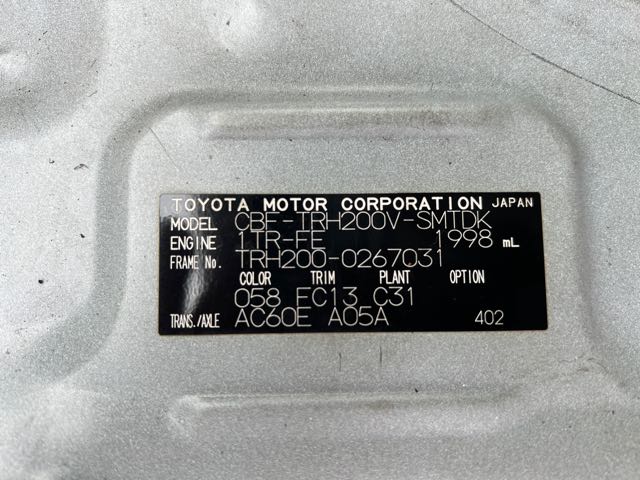 TOYOTA MOTOR CORPORATION JAPAN
MODEL CBF-TRH200V-SMTDK
ENGINE 1TR-FE 1998 mL
FRAME No. TRH200-0267031
COLOR TRIM PLANT OPTION
058 FC13 C31
TRANS./AXLE AC60E A05A 402